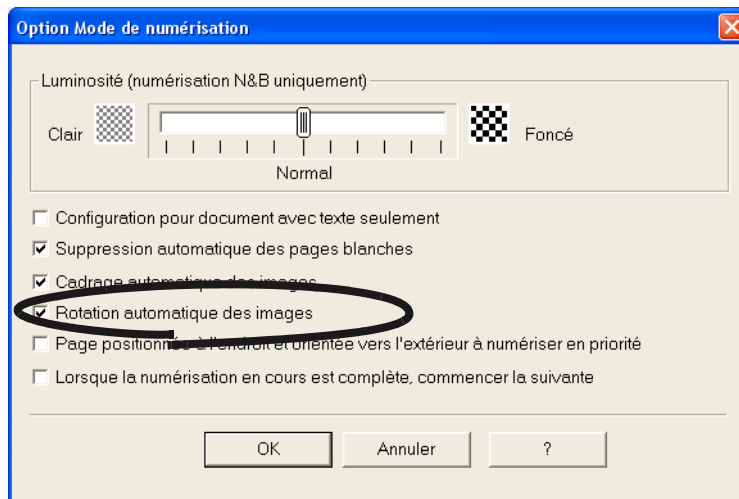 Option Mode de numérisation
Luminosité (numérisation N&B uniquement)
Clair Foncé
Normal
Configuration pour document avec texte seulement
Suppression automatique des pages blanches
Cadrage automatique des images
Rotation automatique des images
Page positionnée à l'endroit et orientée vers l'extérieur à numériser en priorité
Lorsque la numérisation en cours est complète, commencer la suivante
OK Annuler ?